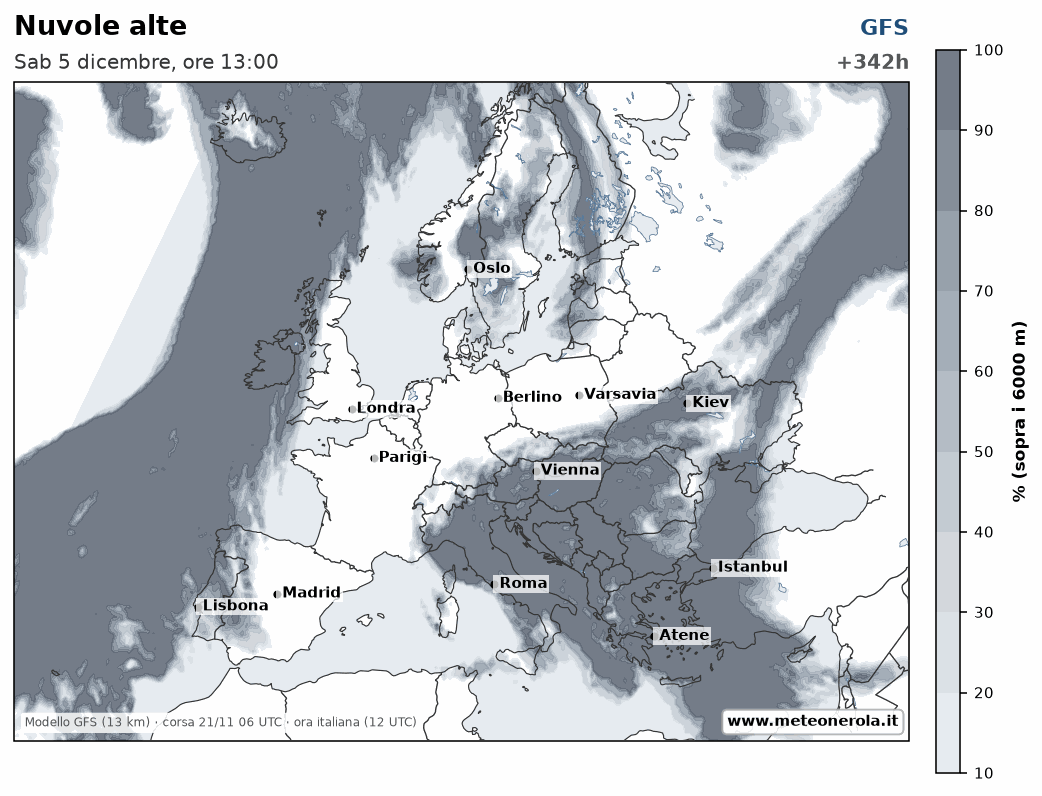 Nuvole alte
GFS
Sab 5 dicembre, ore 13:00
+342h
100
90
80
70
60
50
40
30
20
10
% (sopra i 6000 m)
Oslo
Berlino
Varsavia
Londra
Kiev
Parigi
Vienna
Istanbul
Roma
Madrid
Lisbona
Atene
Modello GFS (13 km) · corsa 21/11 06 UTC · ora italiana (12 UTC)
www.meteonerola.it